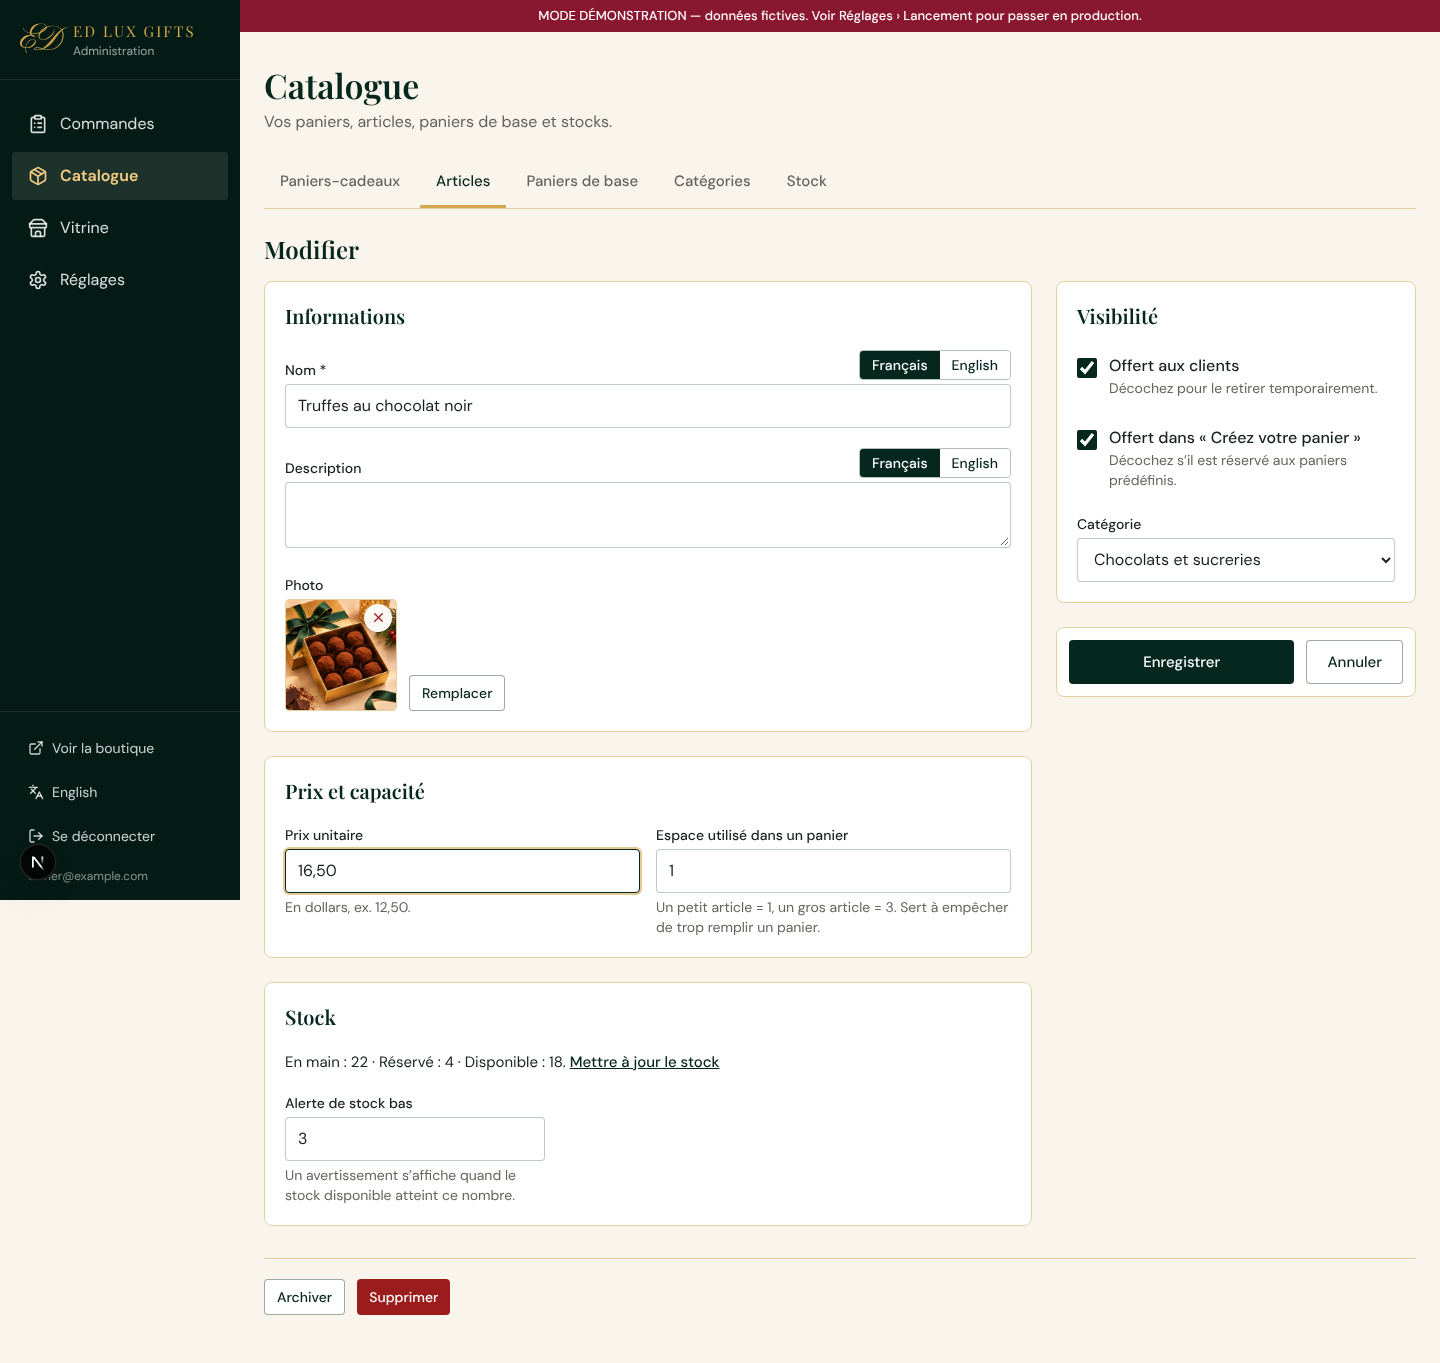 ED LUX GIFTS
Administration
Commandes
Catalogue
Vitrine
Réglages
Voir la boutique
English
Se déconnecter
MODE DÉMONSTRATION — données fictives. Voir Réglages › Lancement pour passer en production.
Catalogue
Vos paniers, articles, paniers de base et stocks.
Paniers-cadeaux Articles Paniers de base Catégories Stock
Modifier
Informations
Nom *
Français English
Truffes au chocolat noir
Description
Français English
Photo
Remplacer
Prix et capacité
Prix unitaire
16,50
En dollars, ex. 12,50.
Espace utilisé dans un panier
1
Un petit article = 1, un gros article = 3. Sert à empêcher
de trop remplir un panier.
Stock
En main : 22 · Réservé : 4 · Disponible : 18. Mettre à jour le stock
Alerte de stock bas
3
Un avertissement s’affiche quand le
stock disponible atteint ce nombre.
Archiver Supprimer
Visibilité
Offert aux clients
Décochez pour le retirer temporairement.
Offert dans « Créez votre panier »
Décochez s’il est réservé aux paniers
prédéfinis.
Catégorie
Chocolats et sucreries
Enregistrer Annuler